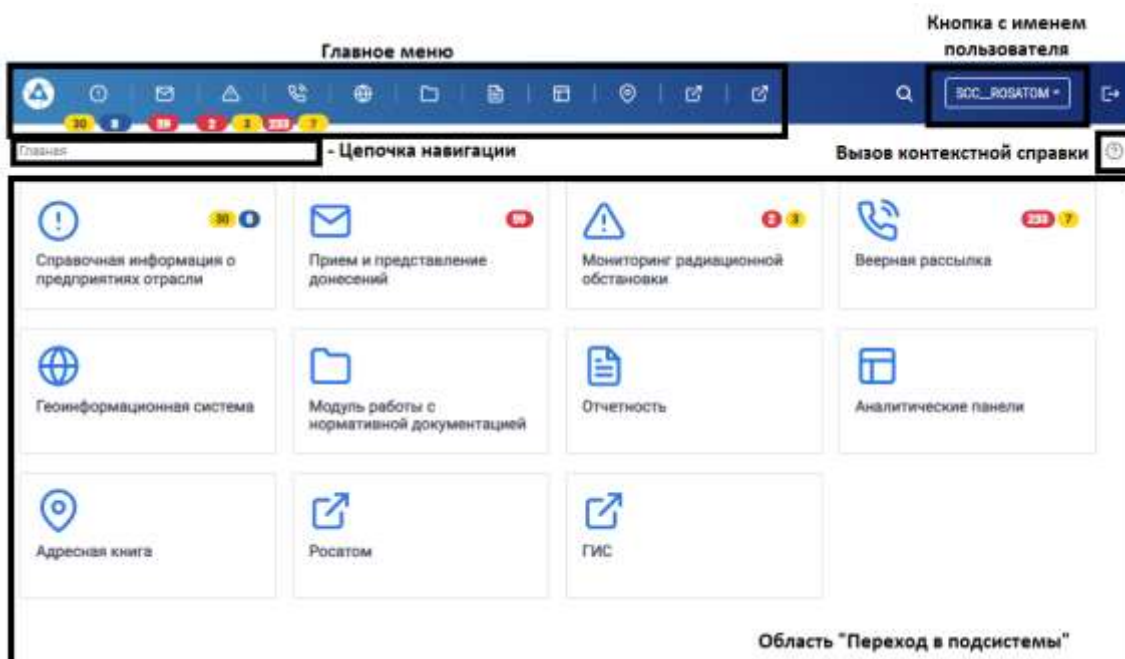 Кнопка с именем
пользователя
Главное меню
SCC_ROSATOM
30 8 59 2 3 233 7
Главная
- Цепочка навигации
Вызов контекстной справки
30 8
59
2 3
233 7
Справочная информация о
предприятиях отрасли
Прием и представление
донесений
Мониторинг радиационной
обстановки
Веерная рассылка
Геоинформационная система
Модуль работы с
нормативной документацией
Отчетность
Аналитические панели
Адресная книга
Росатом
ГИС
Область "Переход в подсистемы"